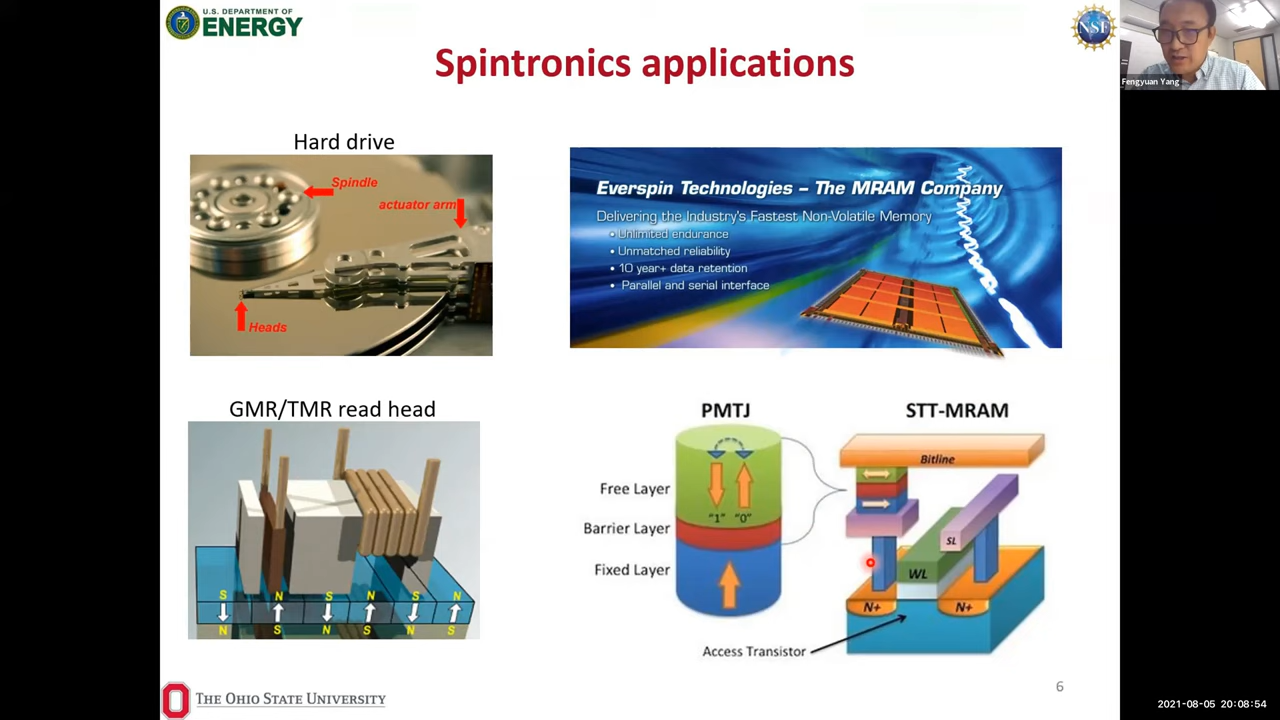 U.S. DEPARTMENT OF
ENERGY
NSF
Fengyuan Yang
Spintronics applications
Hard drive
Spindle
actuator arm
Heads
Everspin Technologies – The MRAM Company
Delivering the Industry's Fastest Non-Volatile Memory
• Unlimited endurance
• Unmatched reliability
• 10 year+ data retention
• Parallel and serial interface
GMR/TMR read head
S N S N S N
N S N S N S
PMTJ
STT-MRAM
Free Layer
"1" "0"
Barrier Layer
Fixed Layer
Bitline
SL
WL
N+ N+
Access Transistor
THE OHIO STATE UNIVERSITY
6
2021-08-05 20:08:54